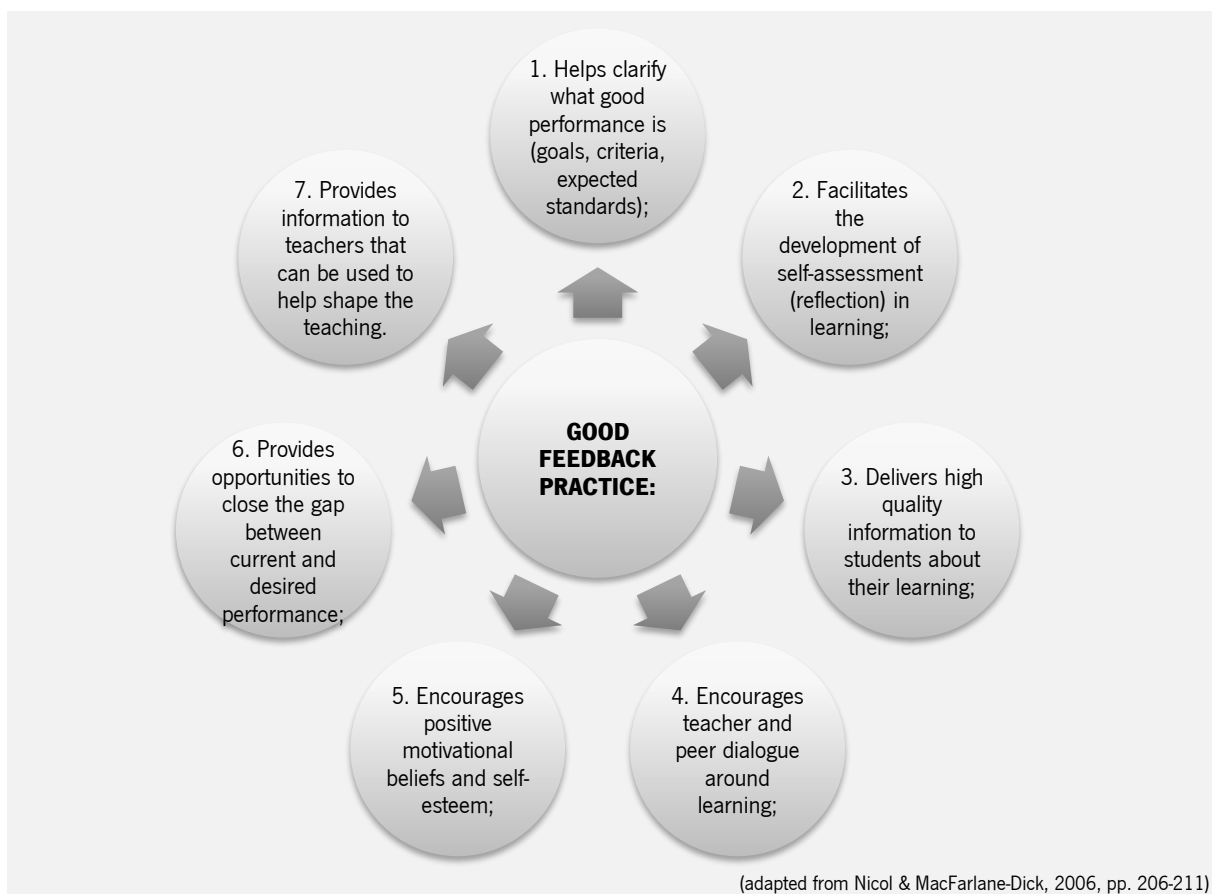 1. Helps clarify
what good
performance is
(goals, criteria,
expected
standards);
2. Facilitates
the
development of
self-assessment
(reflection) in
learning;
3. Delivers high
quality
information to
students about
their learning;
4. Encourages
teacher and
peer dialogue
around
learning;
5. Encourages
positive
motivational
beliefs and self-
esteem;
6. Provides
opportunities to
close the gap
between
current and
desired
performance;
7. Provides
information to
teachers that
can be used to
help shape the
teaching.
GOOD
FEEDBACK
PRACTICE:
(adapted from Nicol & MacFarlane-Dick, 2006, pp. 206-211)